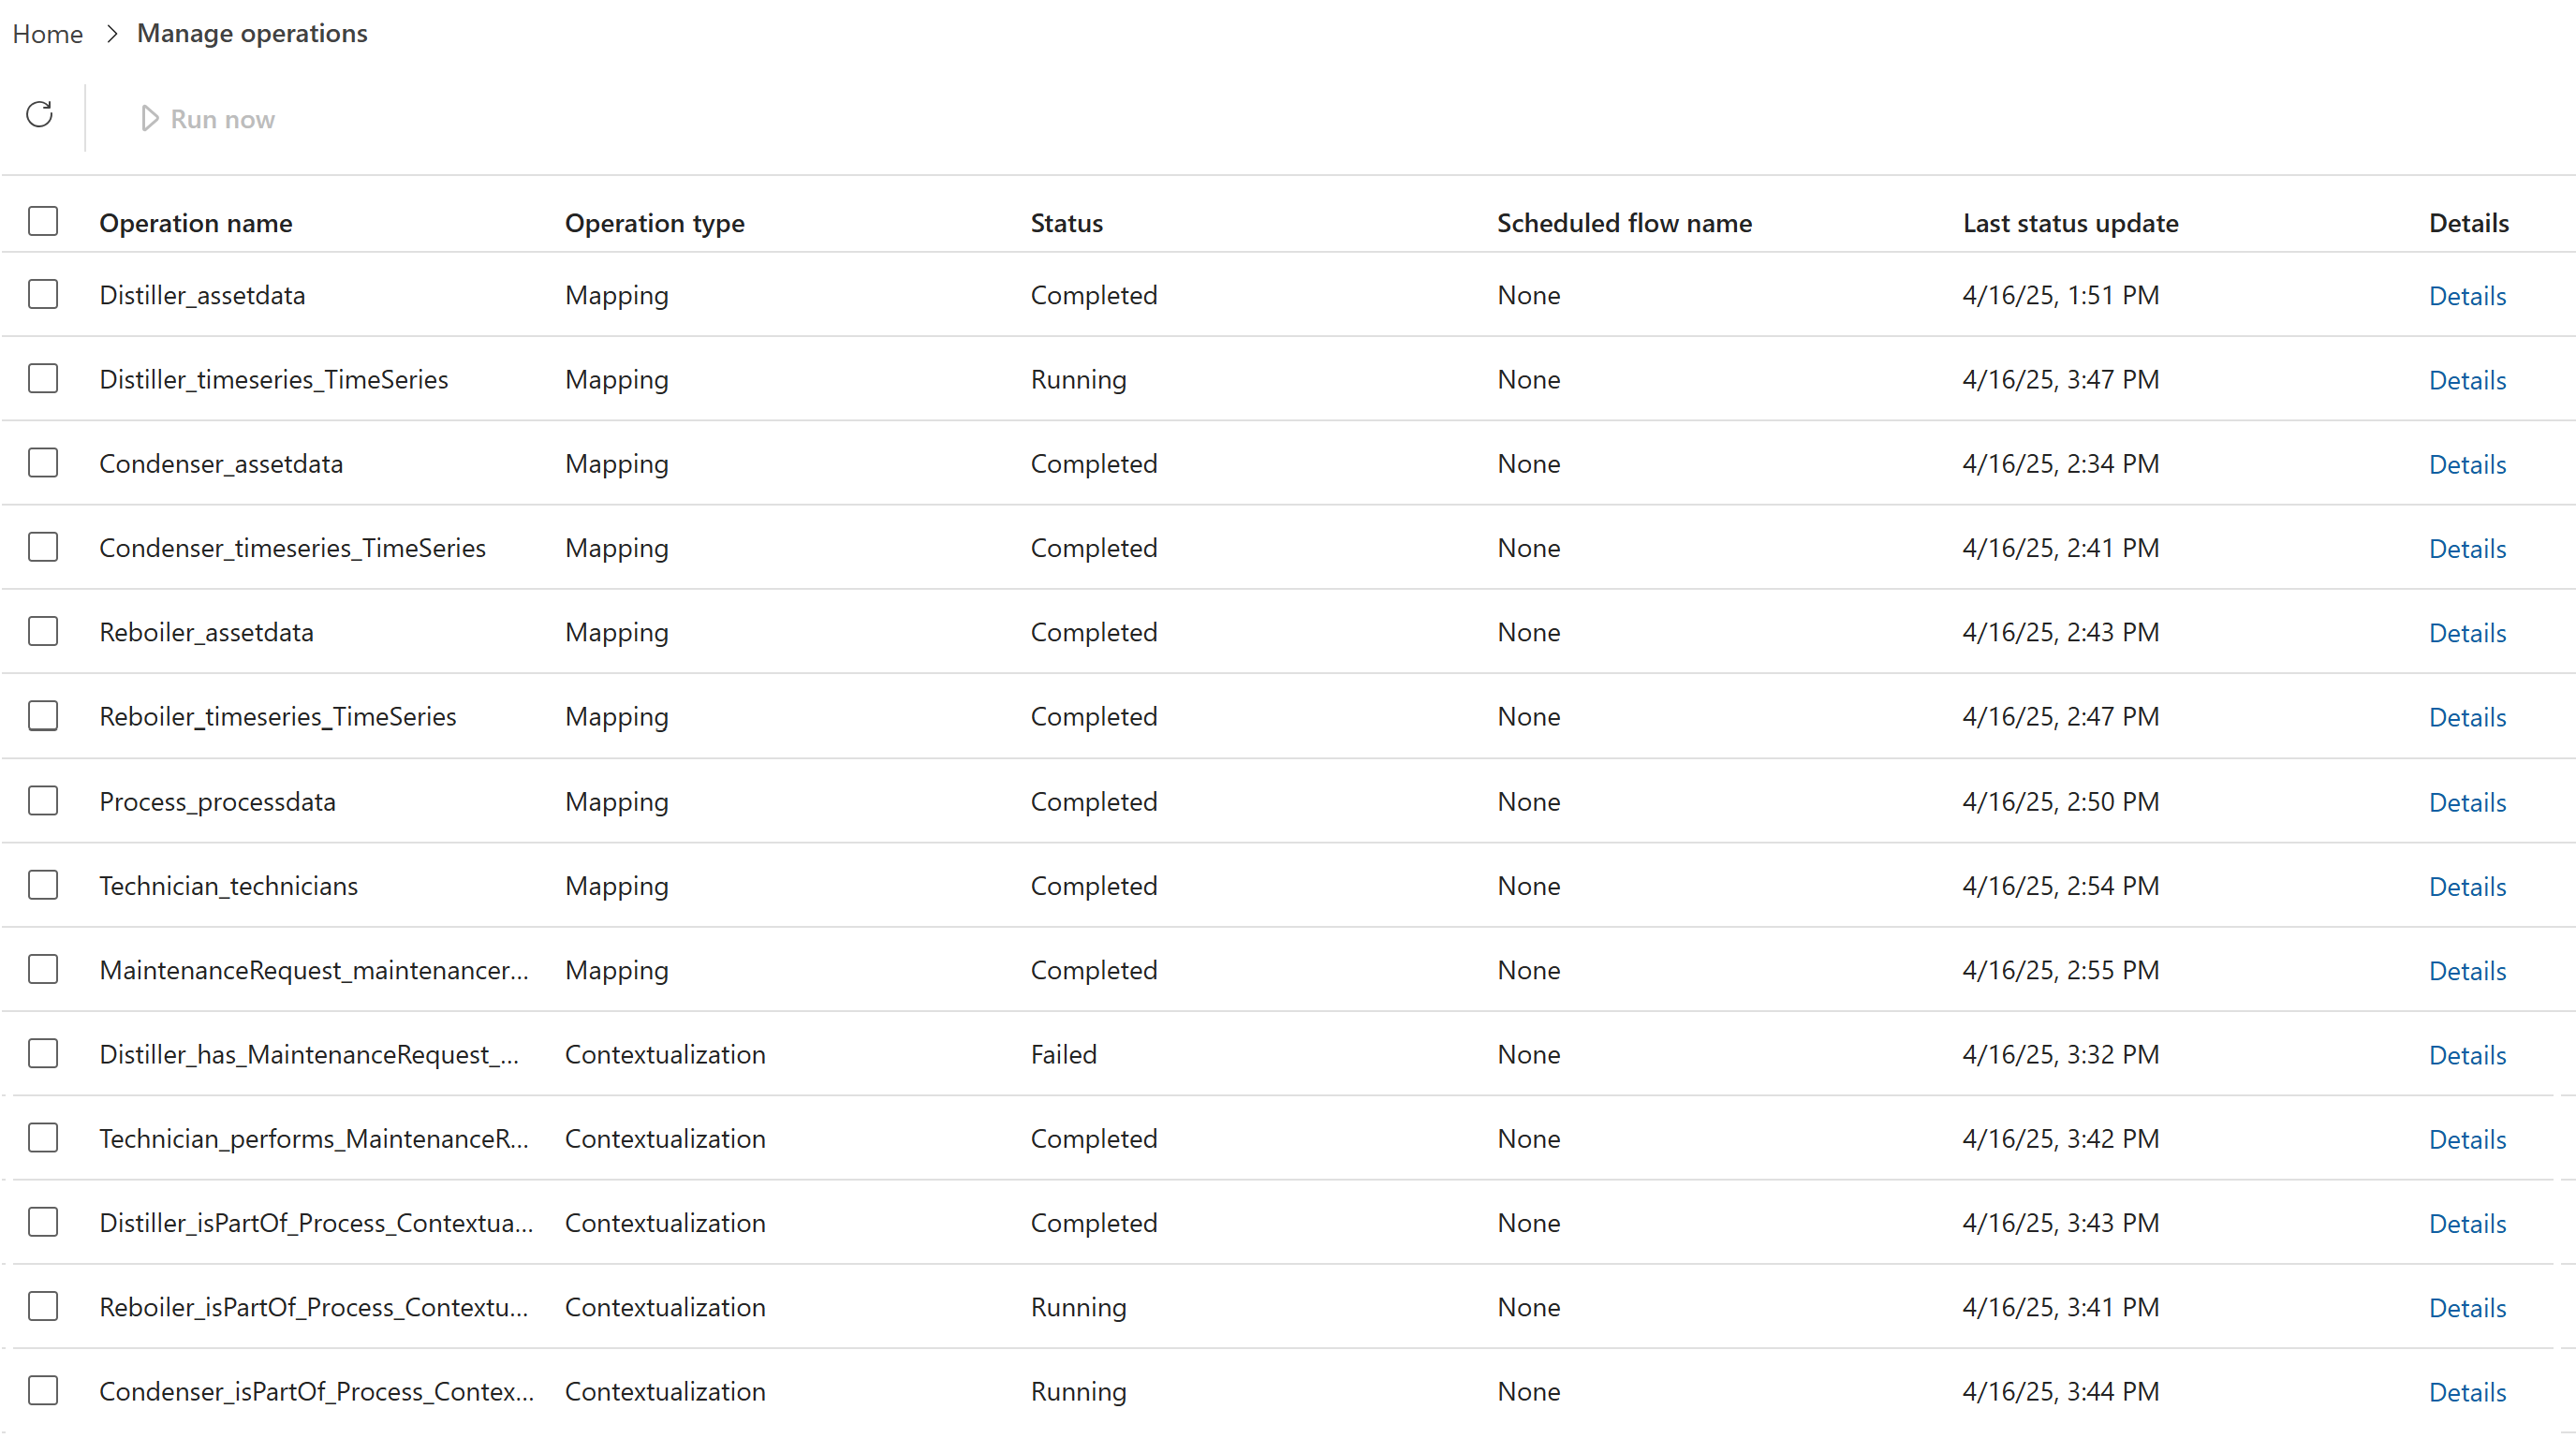 Home > Manage operations
Run now
Operation name Operation type Status Scheduled flow name Last status update Details
Distiller_assetdata Mapping Completed None 4/16/25, 1:51 PM Details
Distiller_timeseries_TimeSeries Mapping Running None 4/16/25, 3:47 PM Details
Condenser_assetdata Mapping Completed None 4/16/25, 2:34 PM Details
Condenser_timeseries_TimeSeries Mapping Completed None 4/16/25, 2:41 PM Details
Reboiler_assetdata Mapping Completed None 4/16/25, 2:43 PM Details
Reboiler_timeseries_TimeSeries Mapping Completed None 4/16/25, 2:47 PM Details
Process_processdata Mapping Completed None 4/16/25, 2:50 PM Details
Technician_technicians Mapping Completed None 4/16/25, 2:54 PM Details
MaintenanceRequest_maintenancer... Mapping Completed None 4/16/25, 2:55 PM Details
Distiller_has_MaintenanceRequest_... Contextualization Failed None 4/16/25, 3:32 PM Details
Technician_performs_MaintenanceR... Contextualization Completed None 4/16/25, 3:42 PM Details
Distiller_isPartOf_Process_Contextua... Contextualization Completed None 4/16/25, 3:43 PM Details
Reboiler_isPartOf_Process_Contextu... Contextualization Running None 4/16/25, 3:41 PM Details
Condenser_isPartOf_Process_Contex... Contextualization Running None 4/16/25, 3:44 PM Details